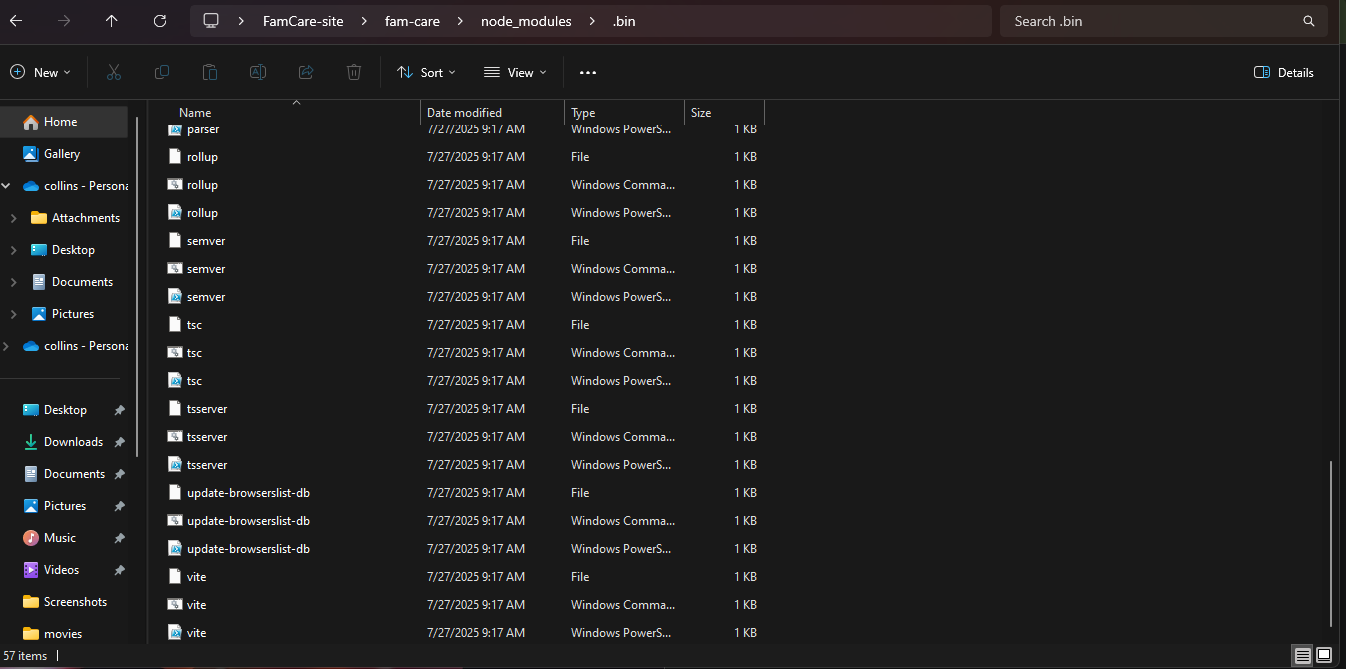 FamCare-site > fam-care > node_modules > .bin
Search .bin
New Sort View ... Details
Name Date modified Type Size
Home
Gallery
collins - Persona
Attachments
Desktop
Documents
Pictures
collins - Persona
Desktop
Downloads
Documents
Pictures
Music
Videos
Screenshots
movies
parser 7/27/2025 9:17 AM Windows PowerS... 1 KB
rollup 7/27/2025 9:17 AM File 1 KB
rollup 7/27/2025 9:17 AM Windows Comma... 1 KB
rollup 7/27/2025 9:17 AM Windows PowerS... 1 KB
semver 7/27/2025 9:17 AM File 1 KB
semver 7/27/2025 9:17 AM Windows Comma... 1 KB
semver 7/27/2025 9:17 AM Windows PowerS... 1 KB
tsc 7/27/2025 9:17 AM File 1 KB
tsc 7/27/2025 9:17 AM Windows Comma... 1 KB
tsc 7/27/2025 9:17 AM Windows PowerS... 1 KB
tsserver 7/27/2025 9:17 AM File 1 KB
tsserver 7/27/2025 9:17 AM Windows Comma... 1 KB
tsserver 7/27/2025 9:17 AM Windows PowerS... 1 KB
update-browserslist-db 7/27/2025 9:17 AM File 1 KB
update-browserslist-db 7/27/2025 9:17 AM Windows Comma... 1 KB
update-browserslist-db 7/27/2025 9:17 AM Windows PowerS... 1 KB
vite 7/27/2025 9:17 AM File 1 KB
vite 7/27/2025 9:17 AM Windows Comma... 1 KB
vite 7/27/2025 9:17 AM Windows PowerS... 1 KB
57 items